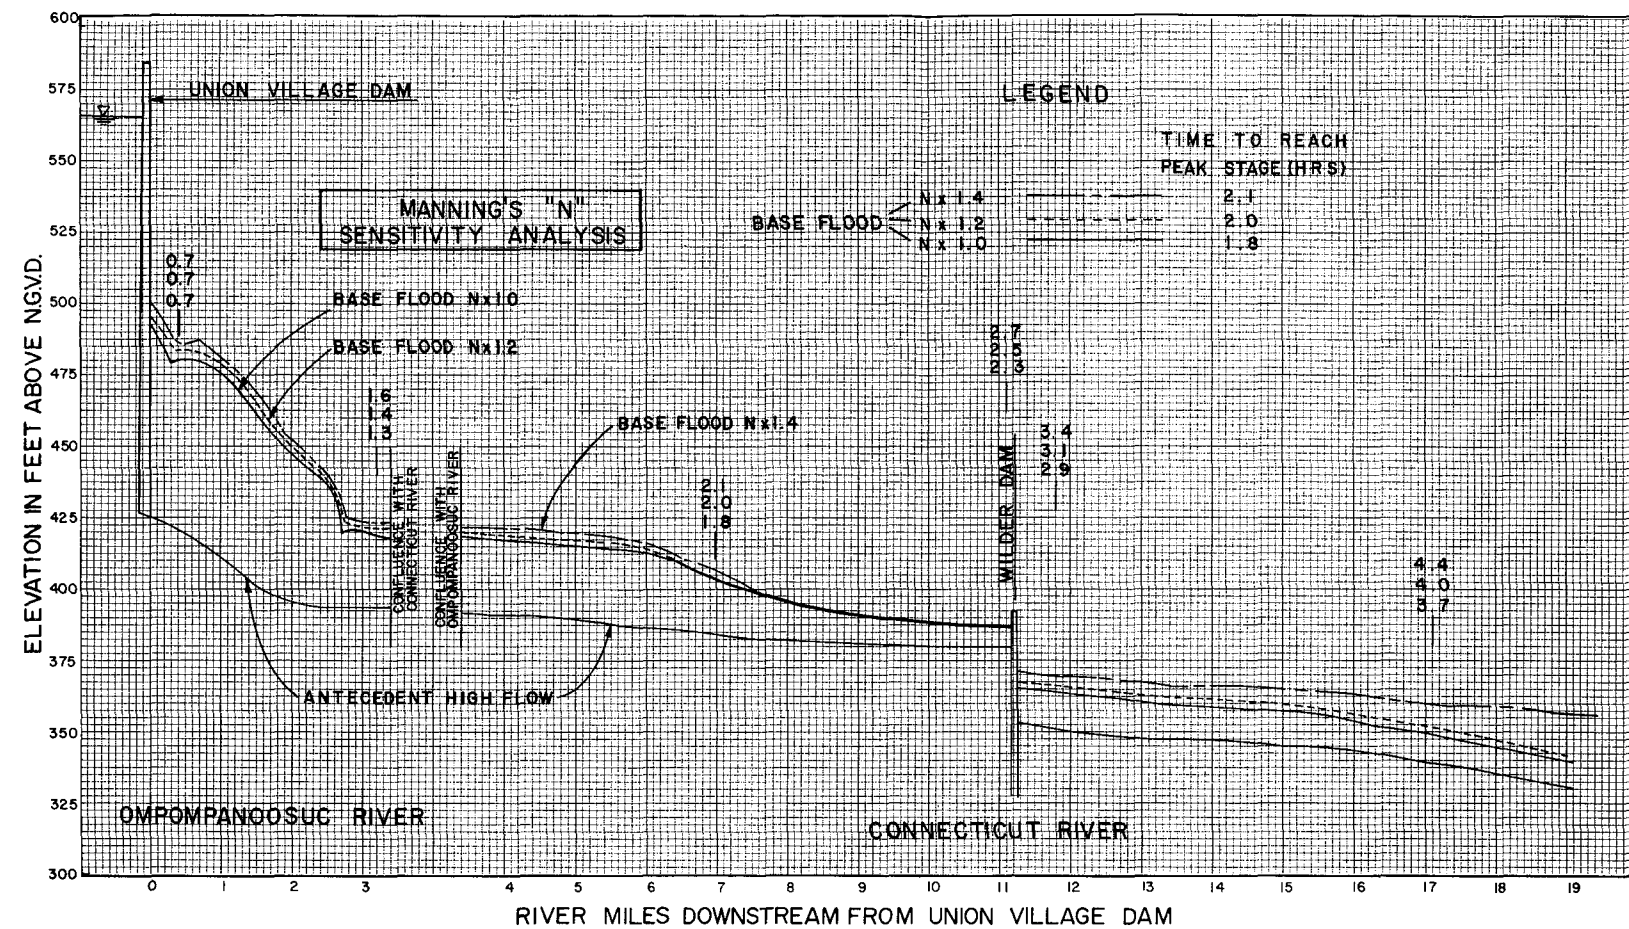 600
575
550
525
500
475
450
425
400
375
350
325
300
ELEVATION IN FEET ABOVE N.G.V.D.
UNION VILLAGE DAM
LEGEND
TIME TO REACH
PEAK STAGE (HRS)
BASE FLOOD
N x 1.4
2.1
N x 1.2
2.0
N x 1.0
1.8
MANNING'S "N"
SENSITIVITY ANALYSIS
0.7
0.7
0.7
BASE FLOOD N x 1.0
BASE FLOOD N x 1.2
1.6
1.4
1.3
BASE FLOOD N x 1.4
CONFLUENCE WITH
CONNECTICUT RIVER
CONFLUENCE WITH
OMPOMPANOOSUC RIVER
2.1
2.0
1.8
2.7
2.5
2.3
WILDER DAM
3.4
3.1
2.9
4.4
4.0
3.7
ANTECEDENT HIGH FLOW
OMPOMPANOOSUC RIVER
CONNECTICUT RIVER
0 1 2 3 4 5 6 7 8 9 10 11 12 13 14 15 16 17 18 19
RIVER MILES DOWNSTREAM FROM UNION VILLAGE DAM